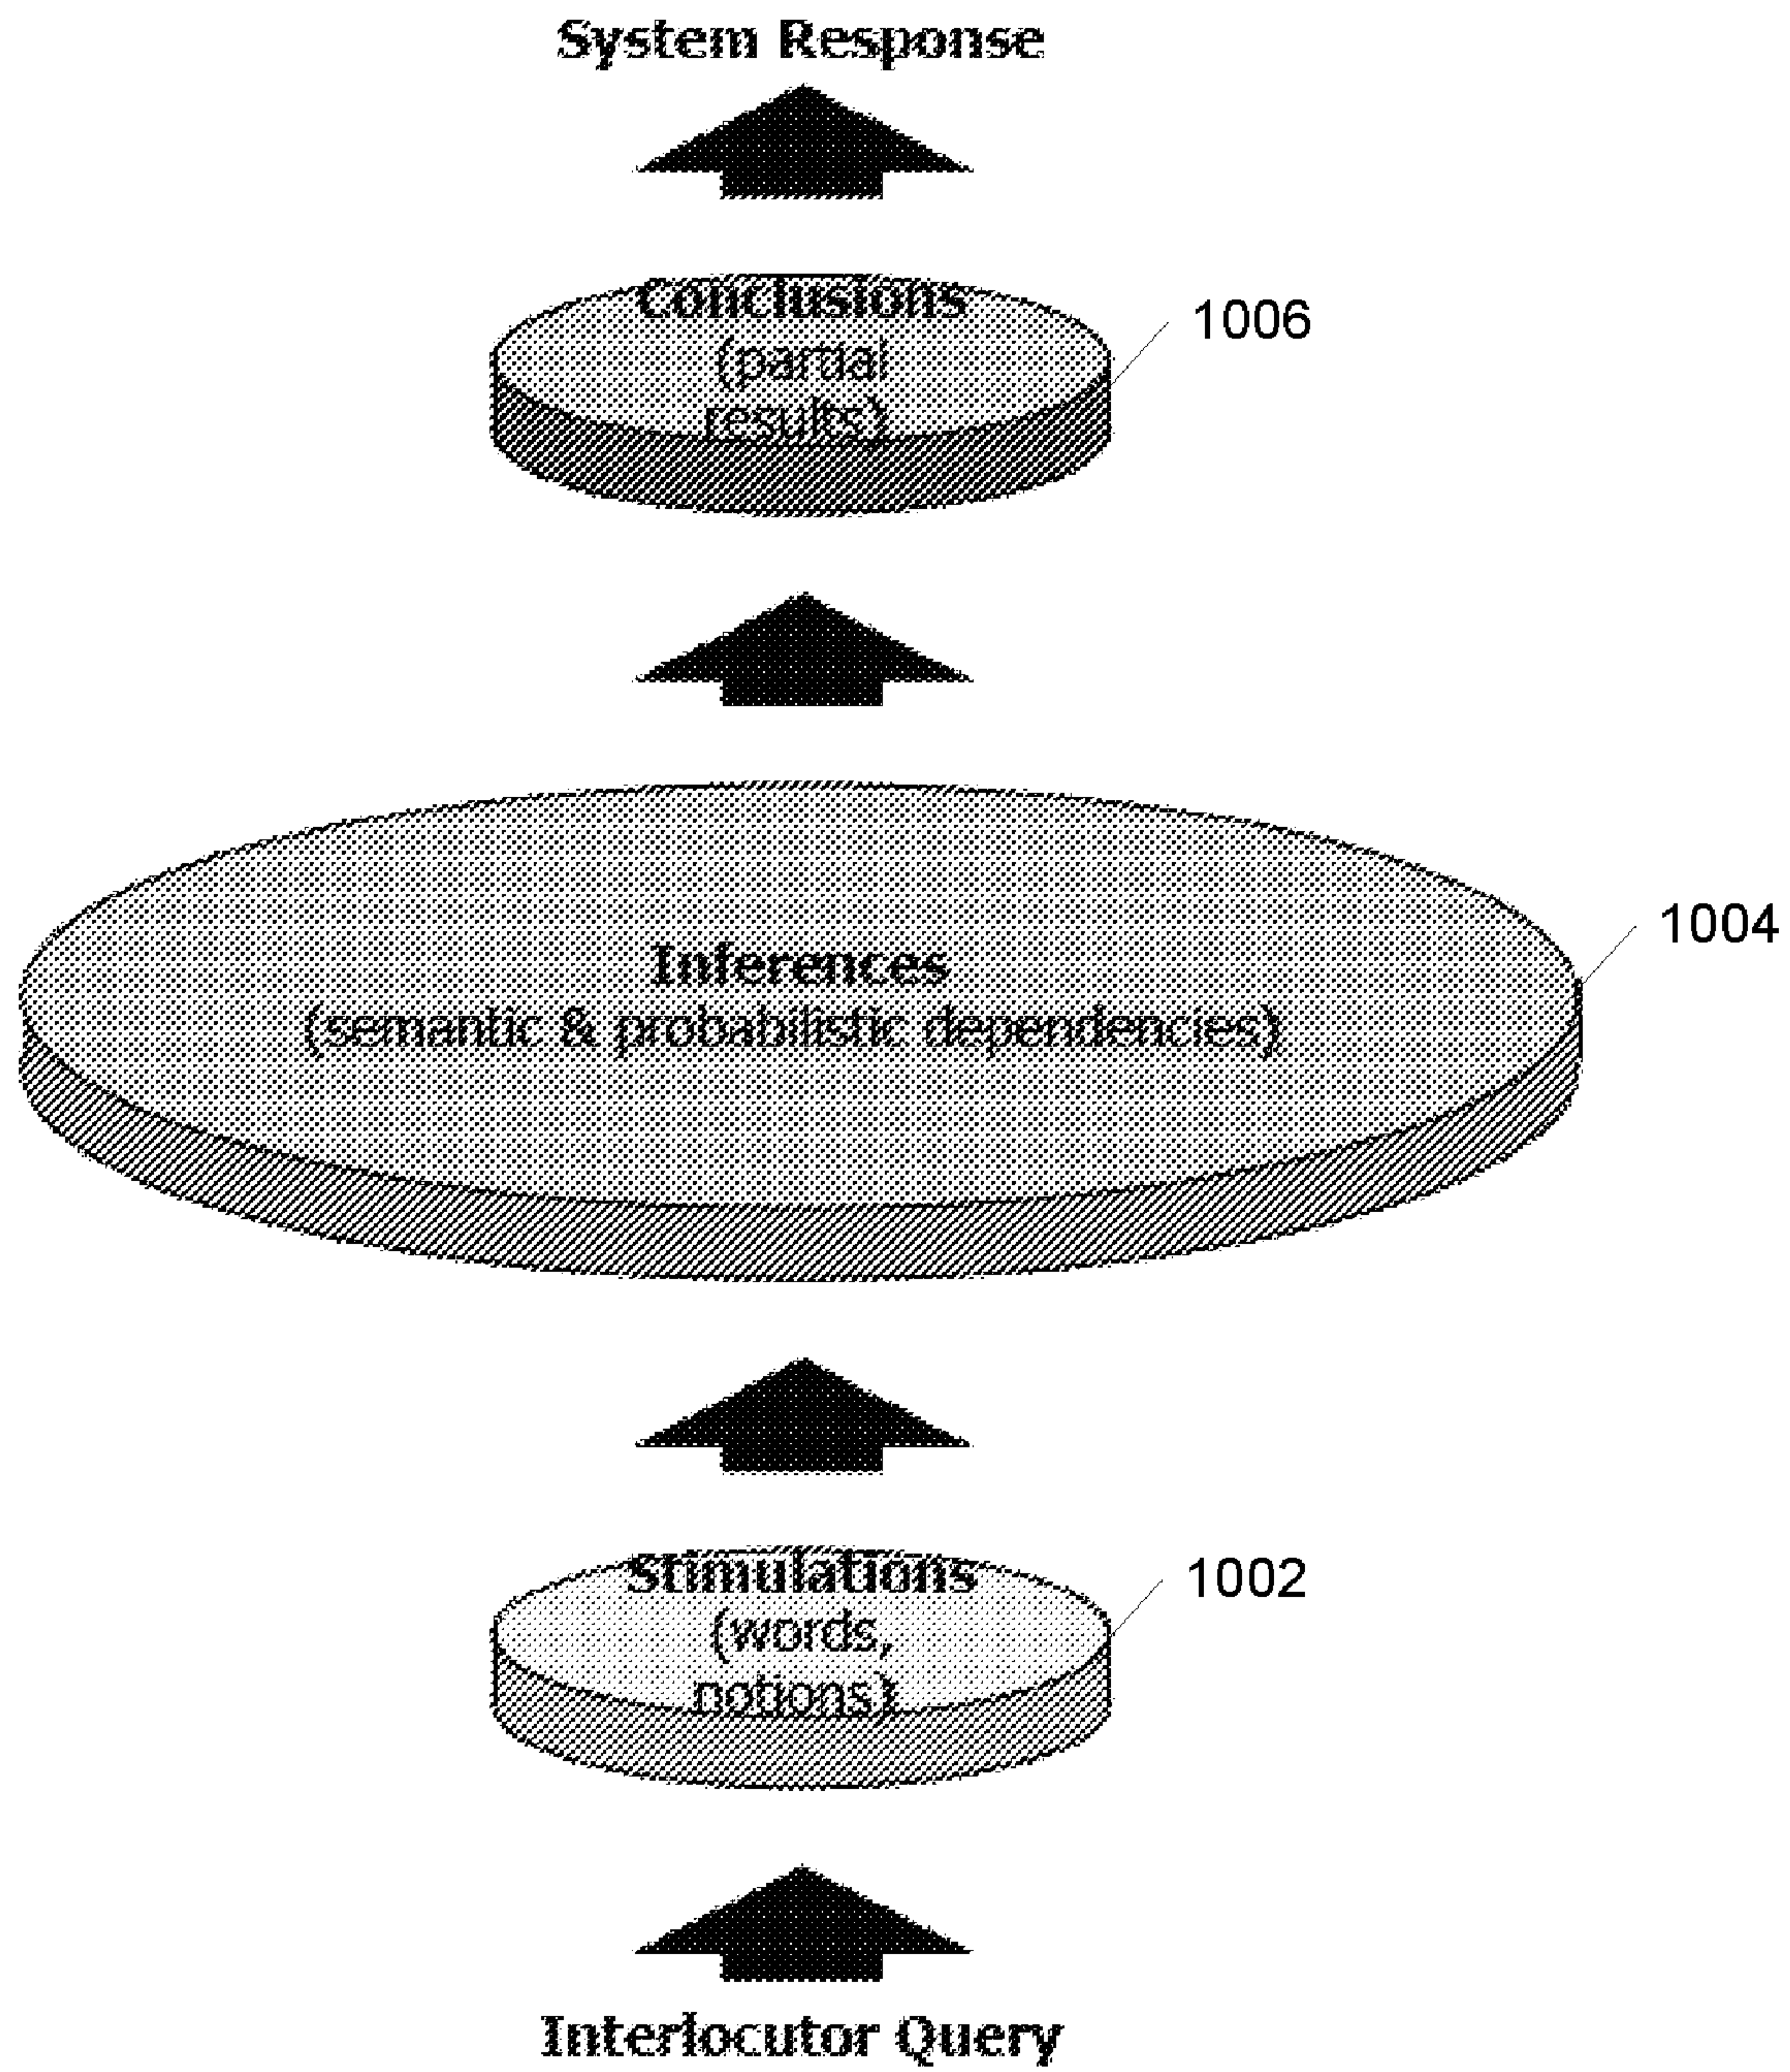 System Response
Conclusions
(partial
results)
1006
Inferences
(semantic & probabilistic dependencies)
1004
Stimulations
(words,
notions)
1002
Interlocutor Query